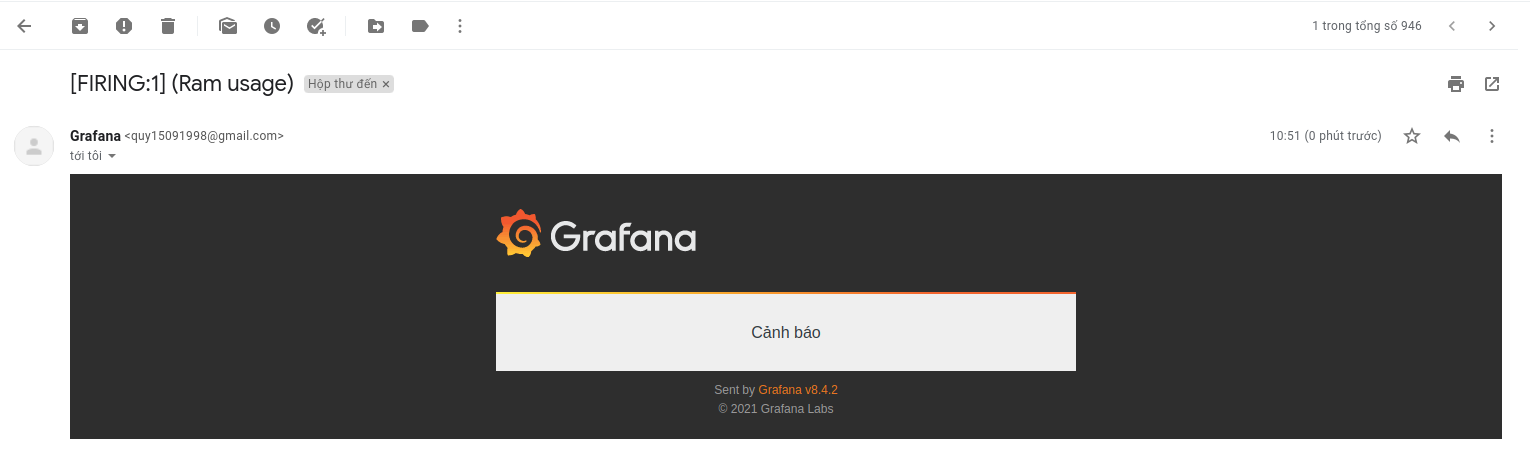 1 trong tổng số 946
[FIRING:1] (Ram usage) Hộp thư đến ×
Grafana <quy15091998@gmail.com> 10:51 (0 phút trước)
tới tôi
Grafana
Cảnh báo
Sent by Grafana v8.4.2
© 2021 Grafana Labs